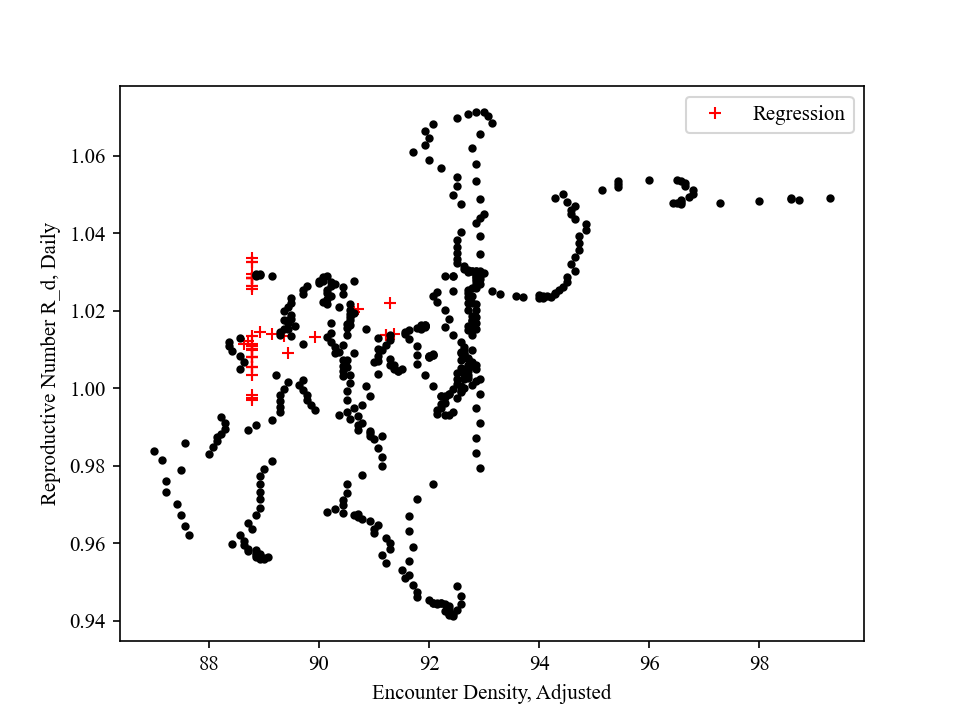 Regression
1.06
1.04
1.02
1.00
0.98
0.96
0.94
Reproductive Number R_d, Daily
88 90 92 94 96 98
Encounter Density, Adjusted